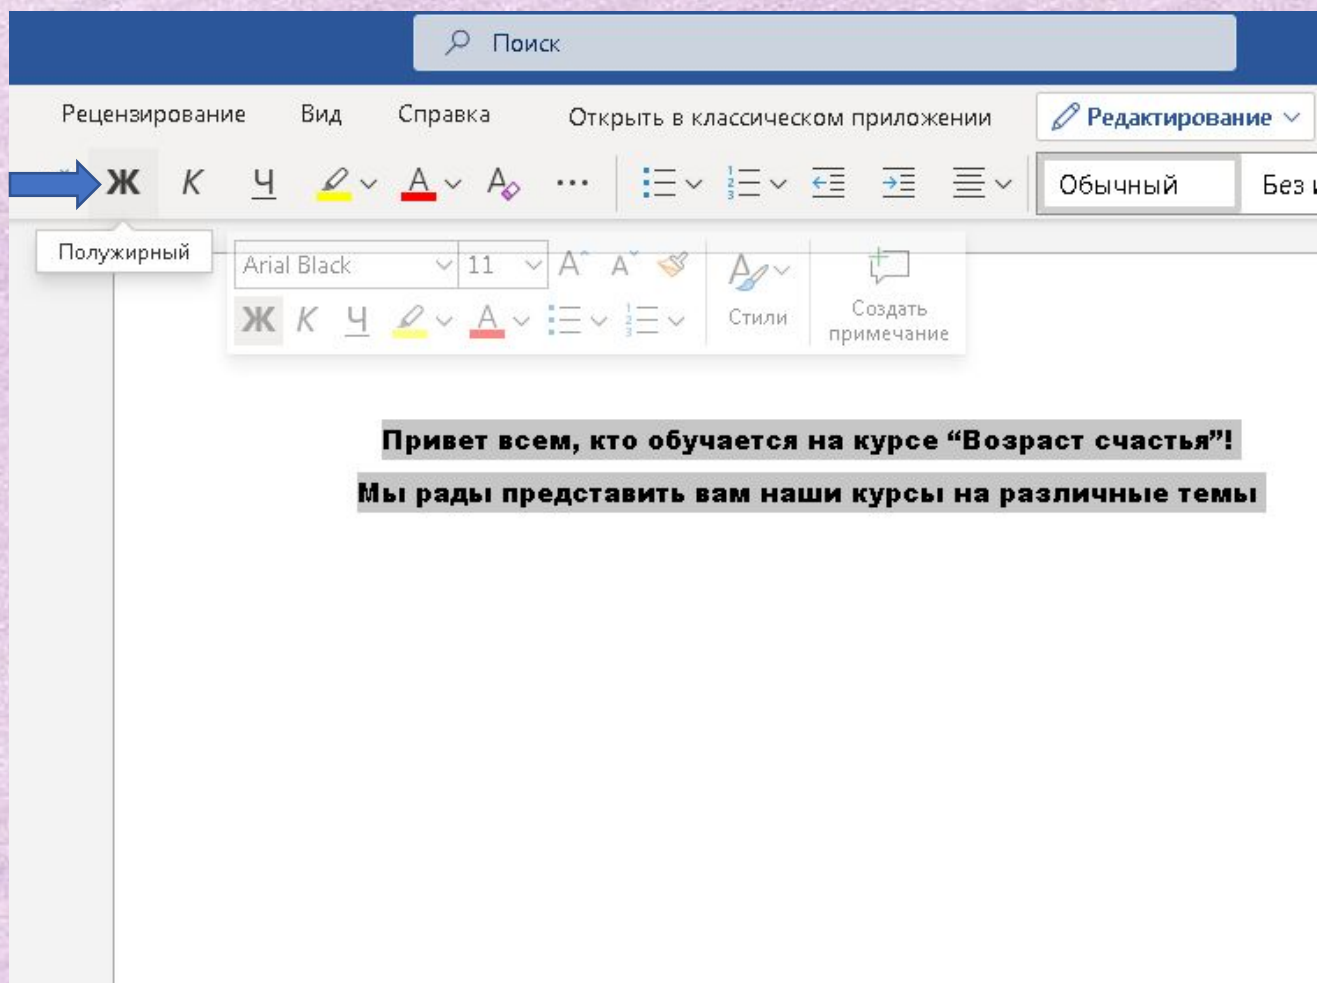 Поиск
Рецензирование Вид Справка Открыть в классическом приложении Редактирование
Ж К Ч А А ... Обычный Без
Полужирный
Arial Black 11 А А
Ж К Ч А Стили Создать
примечание
Привет всем, кто обучается на курсе “Возраст счастья”!
Мы рады представить вам наши курсы на различные темы